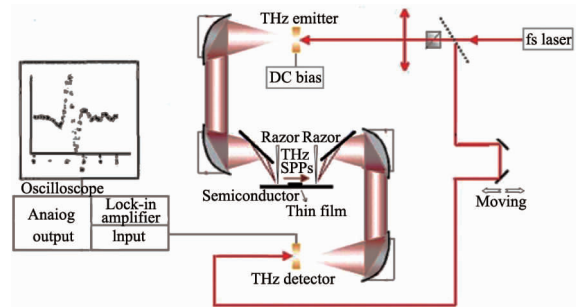 THz emitter
fs laser
DC bias
Razor Razor
THz
SPPs
Semiconductor
Thin film
Oscilloscope
Lock-in
amplifier
Anaiog
output
Input
Moving
THz detector